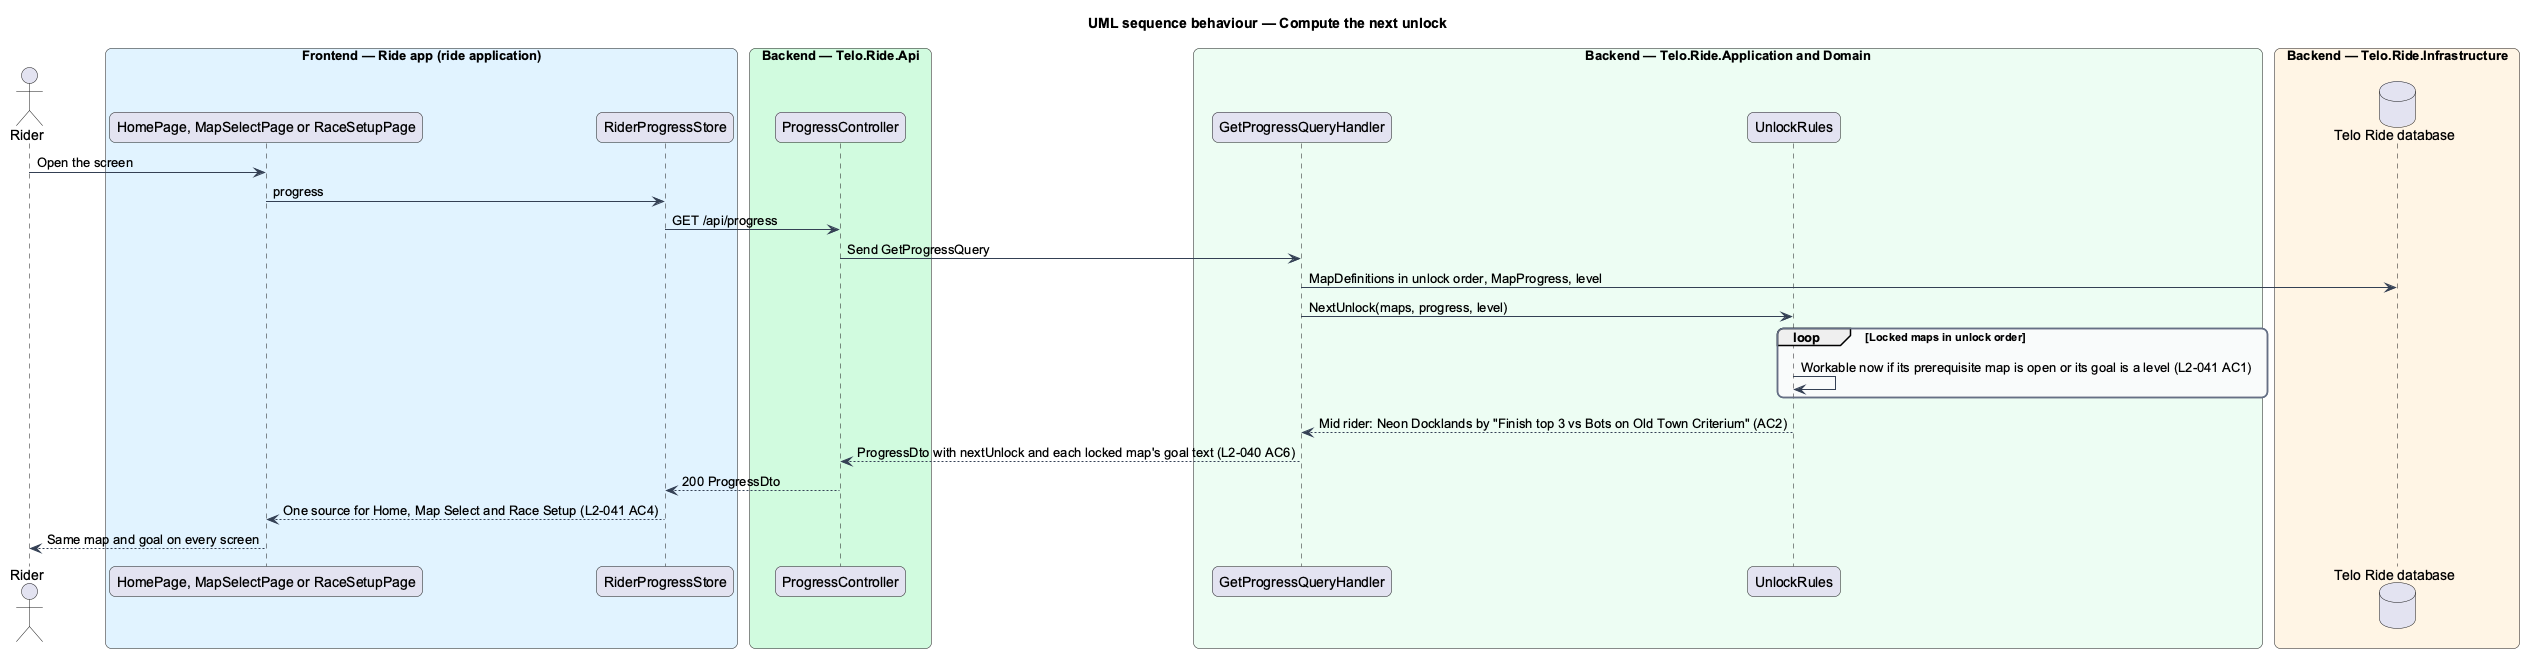 UML sequence behaviour — Compute the next unlock
Frontend — Ride app (ride application)
Backend — Telo.Ride.Api
Backend — Telo.Ride.Application and Domain
Backend — Telo.Ride.Infrastructure
Rider
HomePage, MapSelectPage or RaceSetupPage
RiderProgressStore
ProgressController
GetProgressQueryHandler
UnlockRules
Telo Ride database
Open the screen
progress
GET /api/progress
Send GetProgressQuery
MapDefinitions in unlock order, MapProgress, level
NextUnlock(maps, progress, level)
loop
[Locked maps in unlock order]
Workable now if its prerequisite map is open or its goal is a level (L2-041 AC1)
Mid rider: Neon Docklands by "Finish top 3 vs Bots on Old Town Criterium" (AC2)
ProgressDto with nextUnlock and each locked map's goal text (L2-040 AC6)
200 ProgressDto
One source for Home, Map Select and Race Setup (L2-041 AC4)
Same map and goal on every screen
Rider
HomePage, MapSelectPage or RaceSetupPage
RiderProgressStore
ProgressController
GetProgressQueryHandler
UnlockRules
Telo Ride database